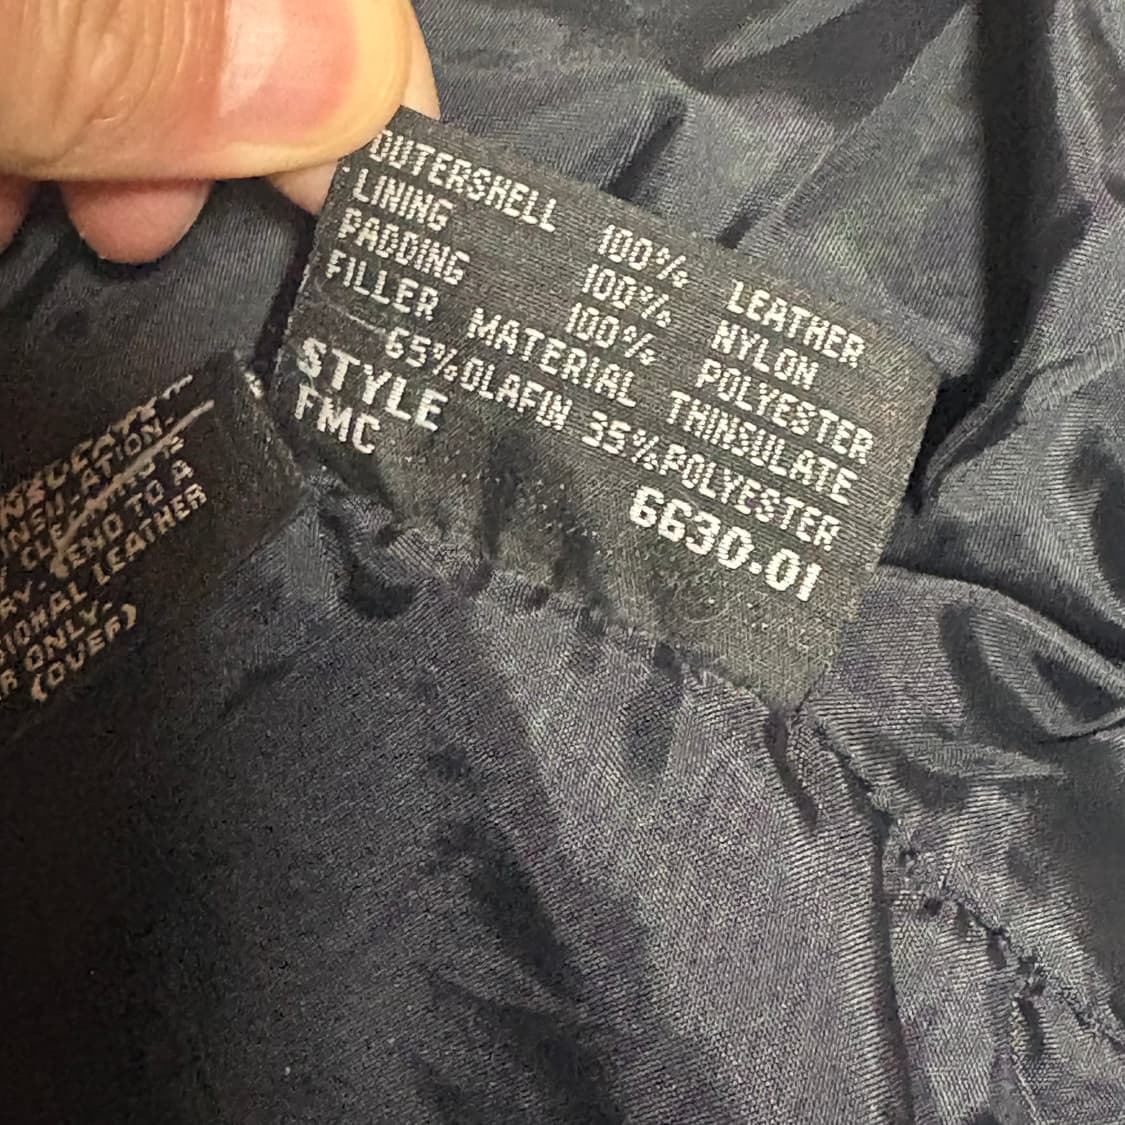 OUTERSHELL 100% LEATHER
LINING 100% NYLON
PADDING 100% POLYESTER
FILLER MATERIAL THINSULATE
65%OLAFIN 35%POLYESTER
STYLE 6630.01
FMC
(END TO A
LEATHER
ONLY.
(OVER)